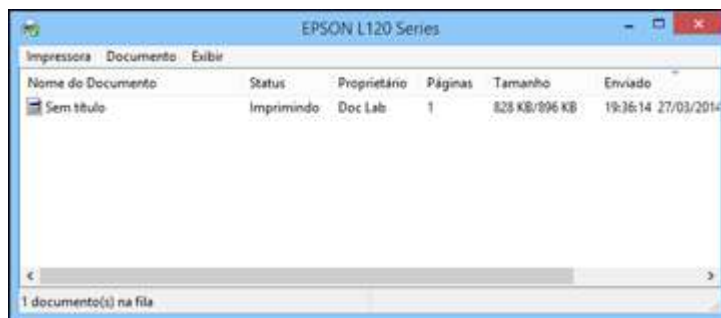 EPSON L120 Series
Impressora Documento Exibir
Nome do Documento Status Proprietário Páginas Tamanho Enviado
Sem título Imprimindo Doc Lab 1 828 KB/896 KB 19:36:14 27/03/2014
1 documento(s) na fila